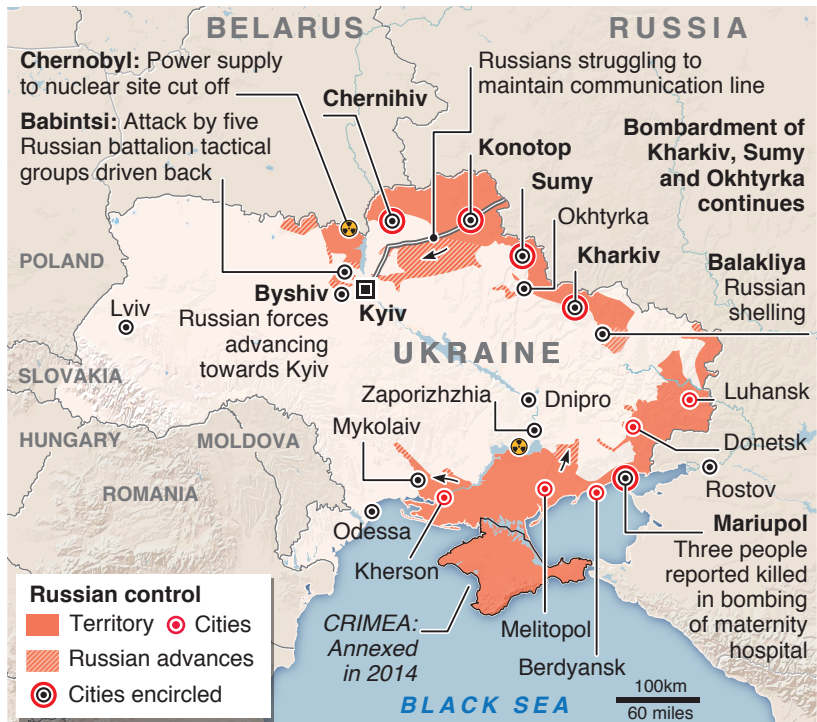 BELARUS
RUSSIA
Chernobyl: Power supply
to nuclear site cut off
Babintsi: Attack by five
Russian battalion tactical
groups driven back
Chernihiv
Russians struggling to
maintain communication line
Konotop
Sumy
Okhtyrka
Kharkiv
Bombardment of
Kharkiv, Sumy
and Okhtyrka
continues
Balakliya
Russian
shelling
POLAND
Lviv
Byshiv
Russian forces
advancing
towards Kyiv
Kyiv
UKRAINE
SLOVAKIA
HUNGARY
MOLDOVA
ROMANIA
Zaporizhzhia
Dnipro
Mykolaiv
Luhansk
Donetsk
Rostov
Odessa
Kherson
Mariupol
Three people
reported killed
in bombing
of maternity
hospital
CRIMEA:
Annexed
in 2014
Melitopol
Berdyansk
BLACK SEA
Russian control
Territory
Cities
Russian advances
Cities encircled
100km
60 miles